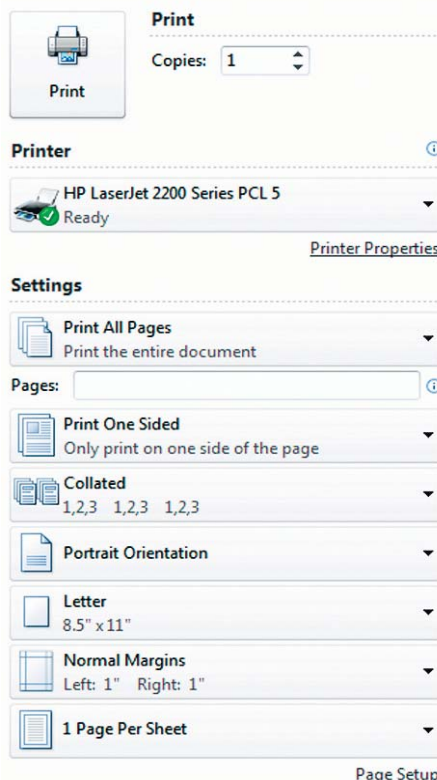 Print
Copies: 1
Print
Printer
HP LaserJet 2200 Series PCL 5
Ready
Printer Properties
Settings
Print All Pages
Print the entire document
Pages:
Print One Sided
Only print on one side of the page
Collated
1,2,3 1,2,3 1,2,3
Portrait Orientation
Letter
8.5" x 11"
Normal Margins
Left: 1" Right: 1"
1 Page Per Sheet
Page Setup